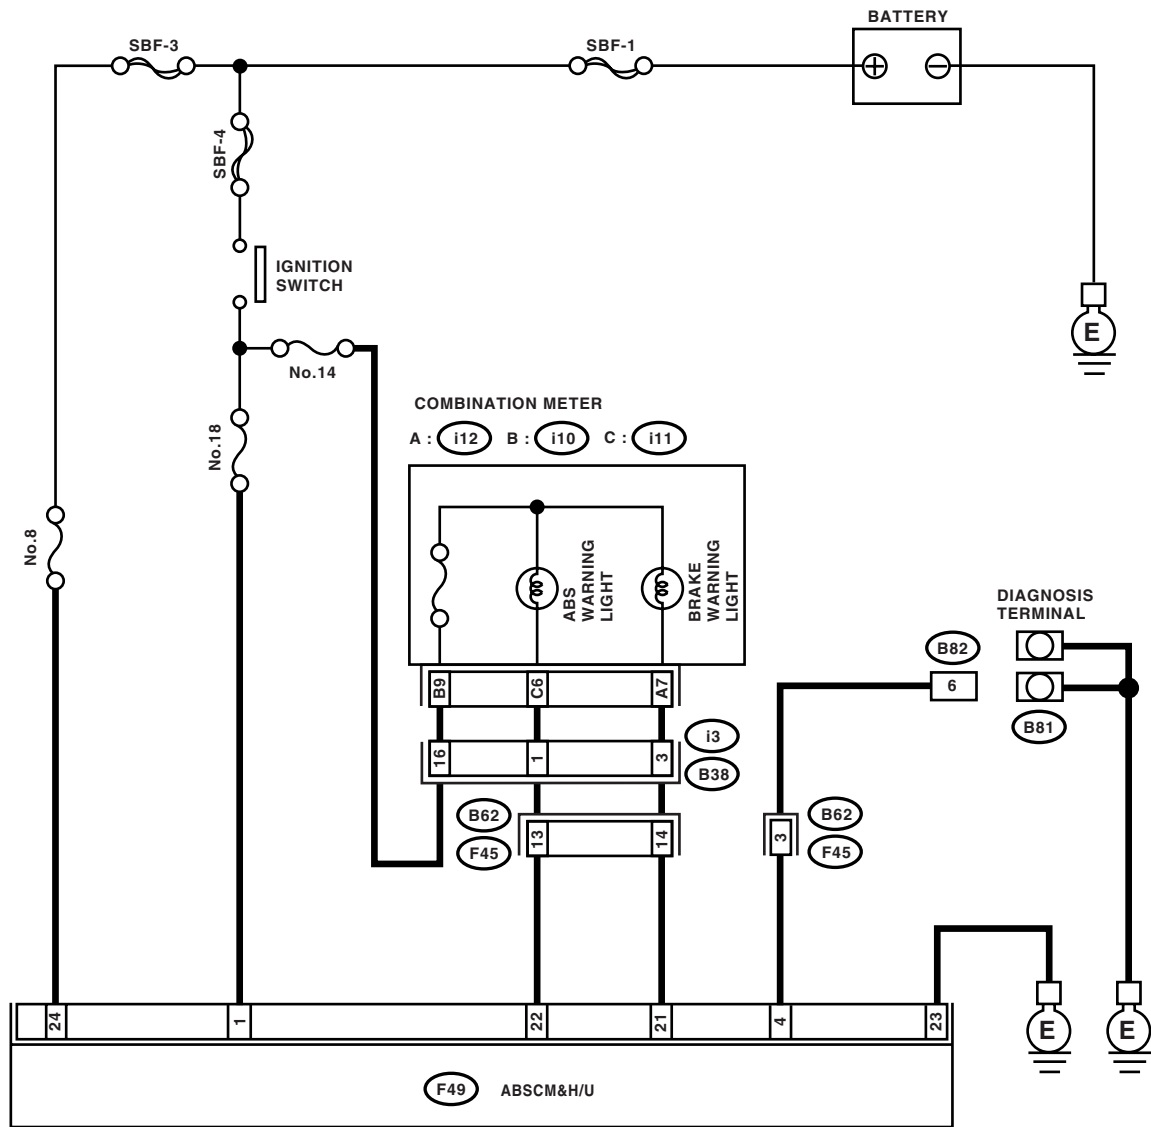 BATTERY
SBF-3
SBF-1
SBF-4
IGNITION
SWITCH
E
No.14
COMBINATION METER
A : i12 B : i10 C : i11
No.18
No.8
ABS
WARNING
LIGHT
BRAKE
WARNING
LIGHT
DIAGNOSIS
TERMINAL
B82
B9 C6 A7
6
B81
i3
16 1 3
B38
B62
F45
13 14
3
B62
F45
24 1 22 21 4 23
E E
F49 ABSCM&H/U